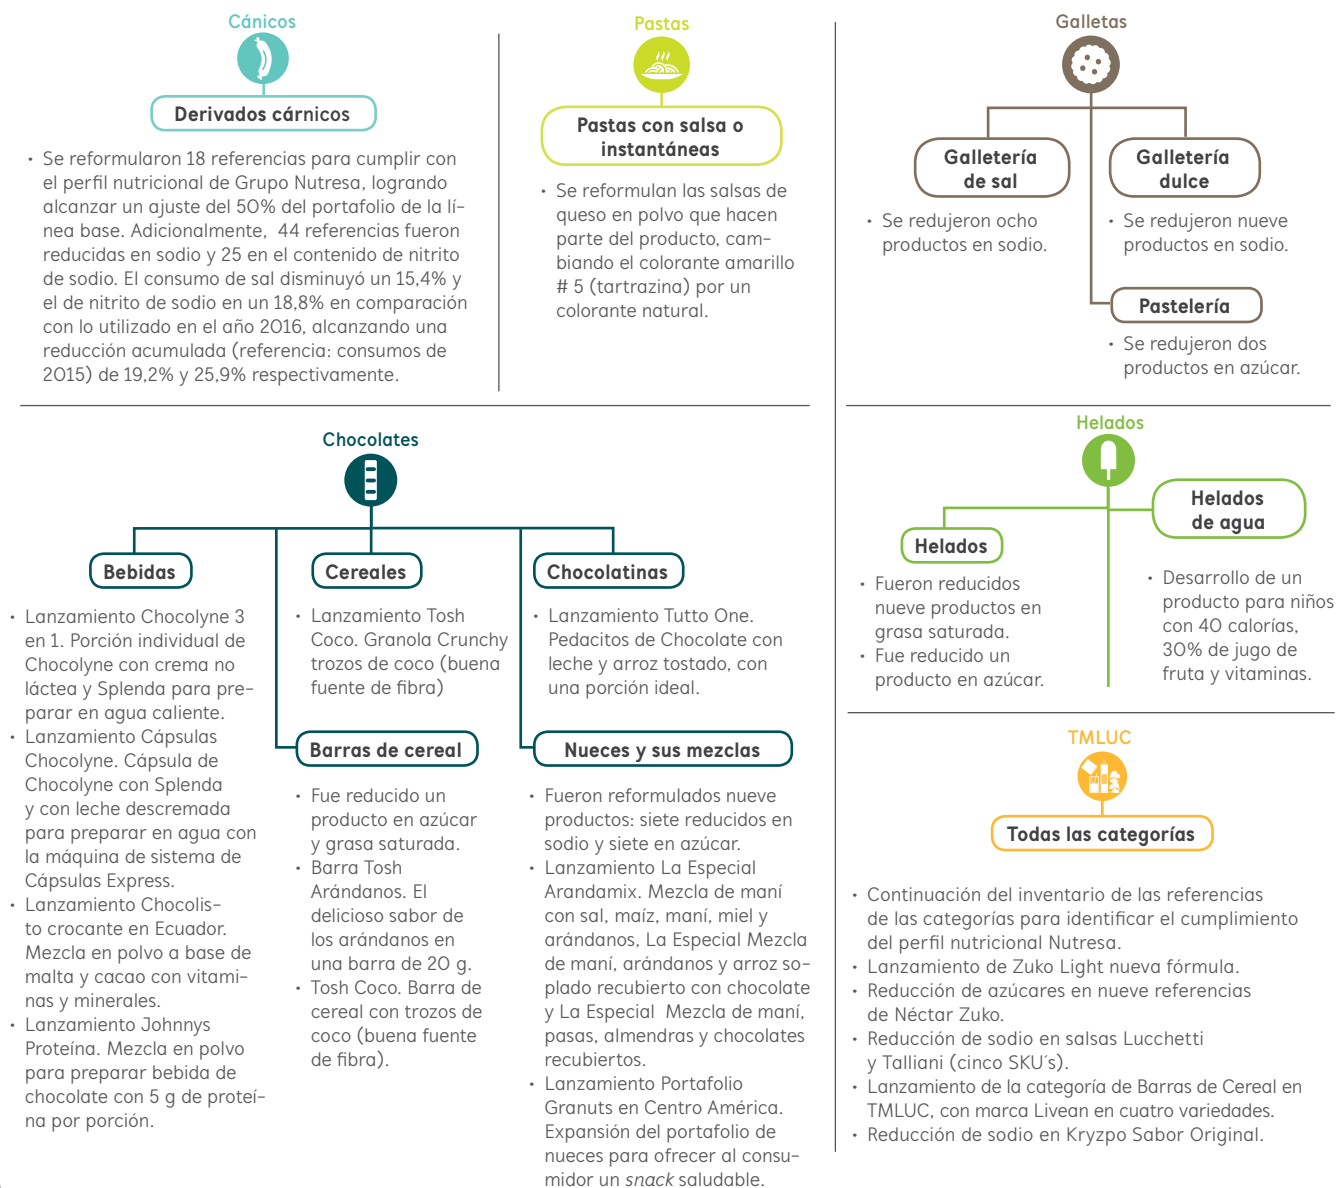 Cánicos
Derivados cárnicos
• Se reformularon 18 referencias para cumplir con
el perfil nutricional de Grupo Nutresa, logrando
alcanzar un ajuste del 50% del portafolio de la lí-
nea base. Adicionalmente, 44 referencias fueron
reducidas en sodio y 25 en el contenido de nitrito
de sodio. El consumo de sal disminuyó un 15,4% y
el de nitrito de sodio en un 18,8% en comparación
con lo utilizado en el año 2016, alcanzando una
reducción acumulada (referencia: consumos de
2015) de 19,2% y 25,9% respectivamente.
Pastas
Pastas con salsa o
instantáneas
• Se reformulan las salsas de
queso en polvo que hacen
parte del producto, cam-
biando el colorante amarillo
# 5 (tartrazina) por un
colorante natural.
Galletas
Galletería
de sal
• Se redujeron ocho
productos en sodio.
Galletería
dulce
• Se redujeron nueve
productos en sodio.
Pastelería
• Se redujeron dos
productos en azúcar.
Chocolates
Bebidas
• Lanzamiento Chocolyne 3
en 1. Porción individual de
Chocolyne con crema no
láctea y Splenda para pre-
parar en agua caliente.
• Lanzamiento Cápsulas
Chocolyne. Cápsula de
Chocolyne con Splenda
y con leche descremada
para preparar en agua con
la máquina de sistema de
Cápsulas Express.
• Lanzamiento Chocolis-
to crocante en Ecuador.
Mezcla en polvo a base de
malta y cacao con vitami-
nas y minerales.
• Lanzamiento Johnnys
Proteína. Mezcla en polvo
para preparar bebida de
chocolate con 5 g de proteí-
na por porción.
Cereales
• Lanzamiento Tosh
Coco. Granola Crunchy
trozos de coco (buena
fuente de fibra)
Barras de cereal
• Fue reducido un
producto en azúcar
y grasa saturada.
• Barra Tosh
Arándanos. El
delicioso sabor de
los arándanos en
una barra de 20 g.
• Tosh Coco. Barra de
cereal con trozos de
coco (buena fuente
de fibra).
Chocolatinas
• Lanzamiento Tutto One.
Pedacitos de Chocolate con
leche y arroz tostado, con
una porción ideal.
Nueces y sus mezclas
• Fueron reformulados nueve
productos: siete reducidos en
sodio y siete en azúcar.
• Lanzamiento La Especial
Arandamix. Mezcla de maní
con sal, maíz, maní, miel y
arándanos, La Especial Mezcla
de maní, arándanos y arroz so-
plado recubierto con chocolate
y La Especial Mezcla de maní,
pasas, almendras y chocolates
recubiertos.
• Lanzamiento Portafolio
Granuts en Centro América.
Expansión del portafolio de
nueces para ofrecer al consu-
midor un snack saludable.
Helados
Helados
• Fueron reducidos
nueve productos en
grasa saturada.
• Fue reducido un
producto en azúcar.
Helados
de agua
• Desarrollo de un
producto para niños
con 40 calorías,
30% de jugo de
fruta y vitaminas.
TMLUC
Todas las categorías
• Continuación del inventario de las referencias
de las categorías para identificar el cumplimiento
del perfil nutricional Nutresa.
• Lanzamiento de Zuko Light nueva fórmula.
• Reducción de azúcares en nueve referencias
de Néctar Zuko.
• Reducción de sodio en salsas Lucchetti
y Talliani (cinco SKU´s).
• Lanzamiento de la categoría de Barras de Cereal en
TMLUC, con marca Livean en cuatro variedades.
• Reducción de sodio en Kryzpo Sabor Original.